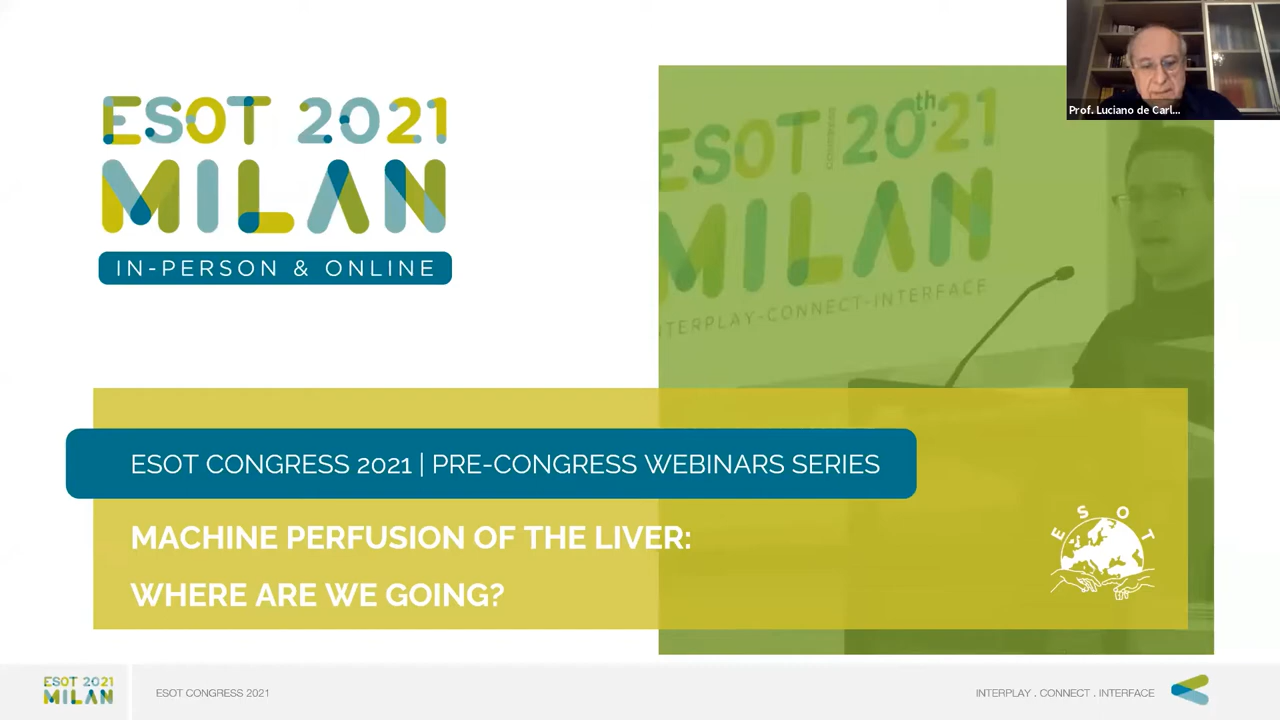 ESOT 2021
MILAN
IN-PERSON & ONLINE
Prof. Luciano de Carl...
ESOT 20th 21
CONGRESS
MILAN
INTERPLAY-CONNECT-INTERFACE
ESOT CONGRESS 2021 | PRE-CONGRESS WEBINARS SERIES
MACHINE PERFUSION OF THE LIVER:
WHERE ARE WE GOING?
ESOT
ESOT 2021
MILAN
ESOT CONGRESS 2021
INTERPLAY . CONNECT . INTERFACE